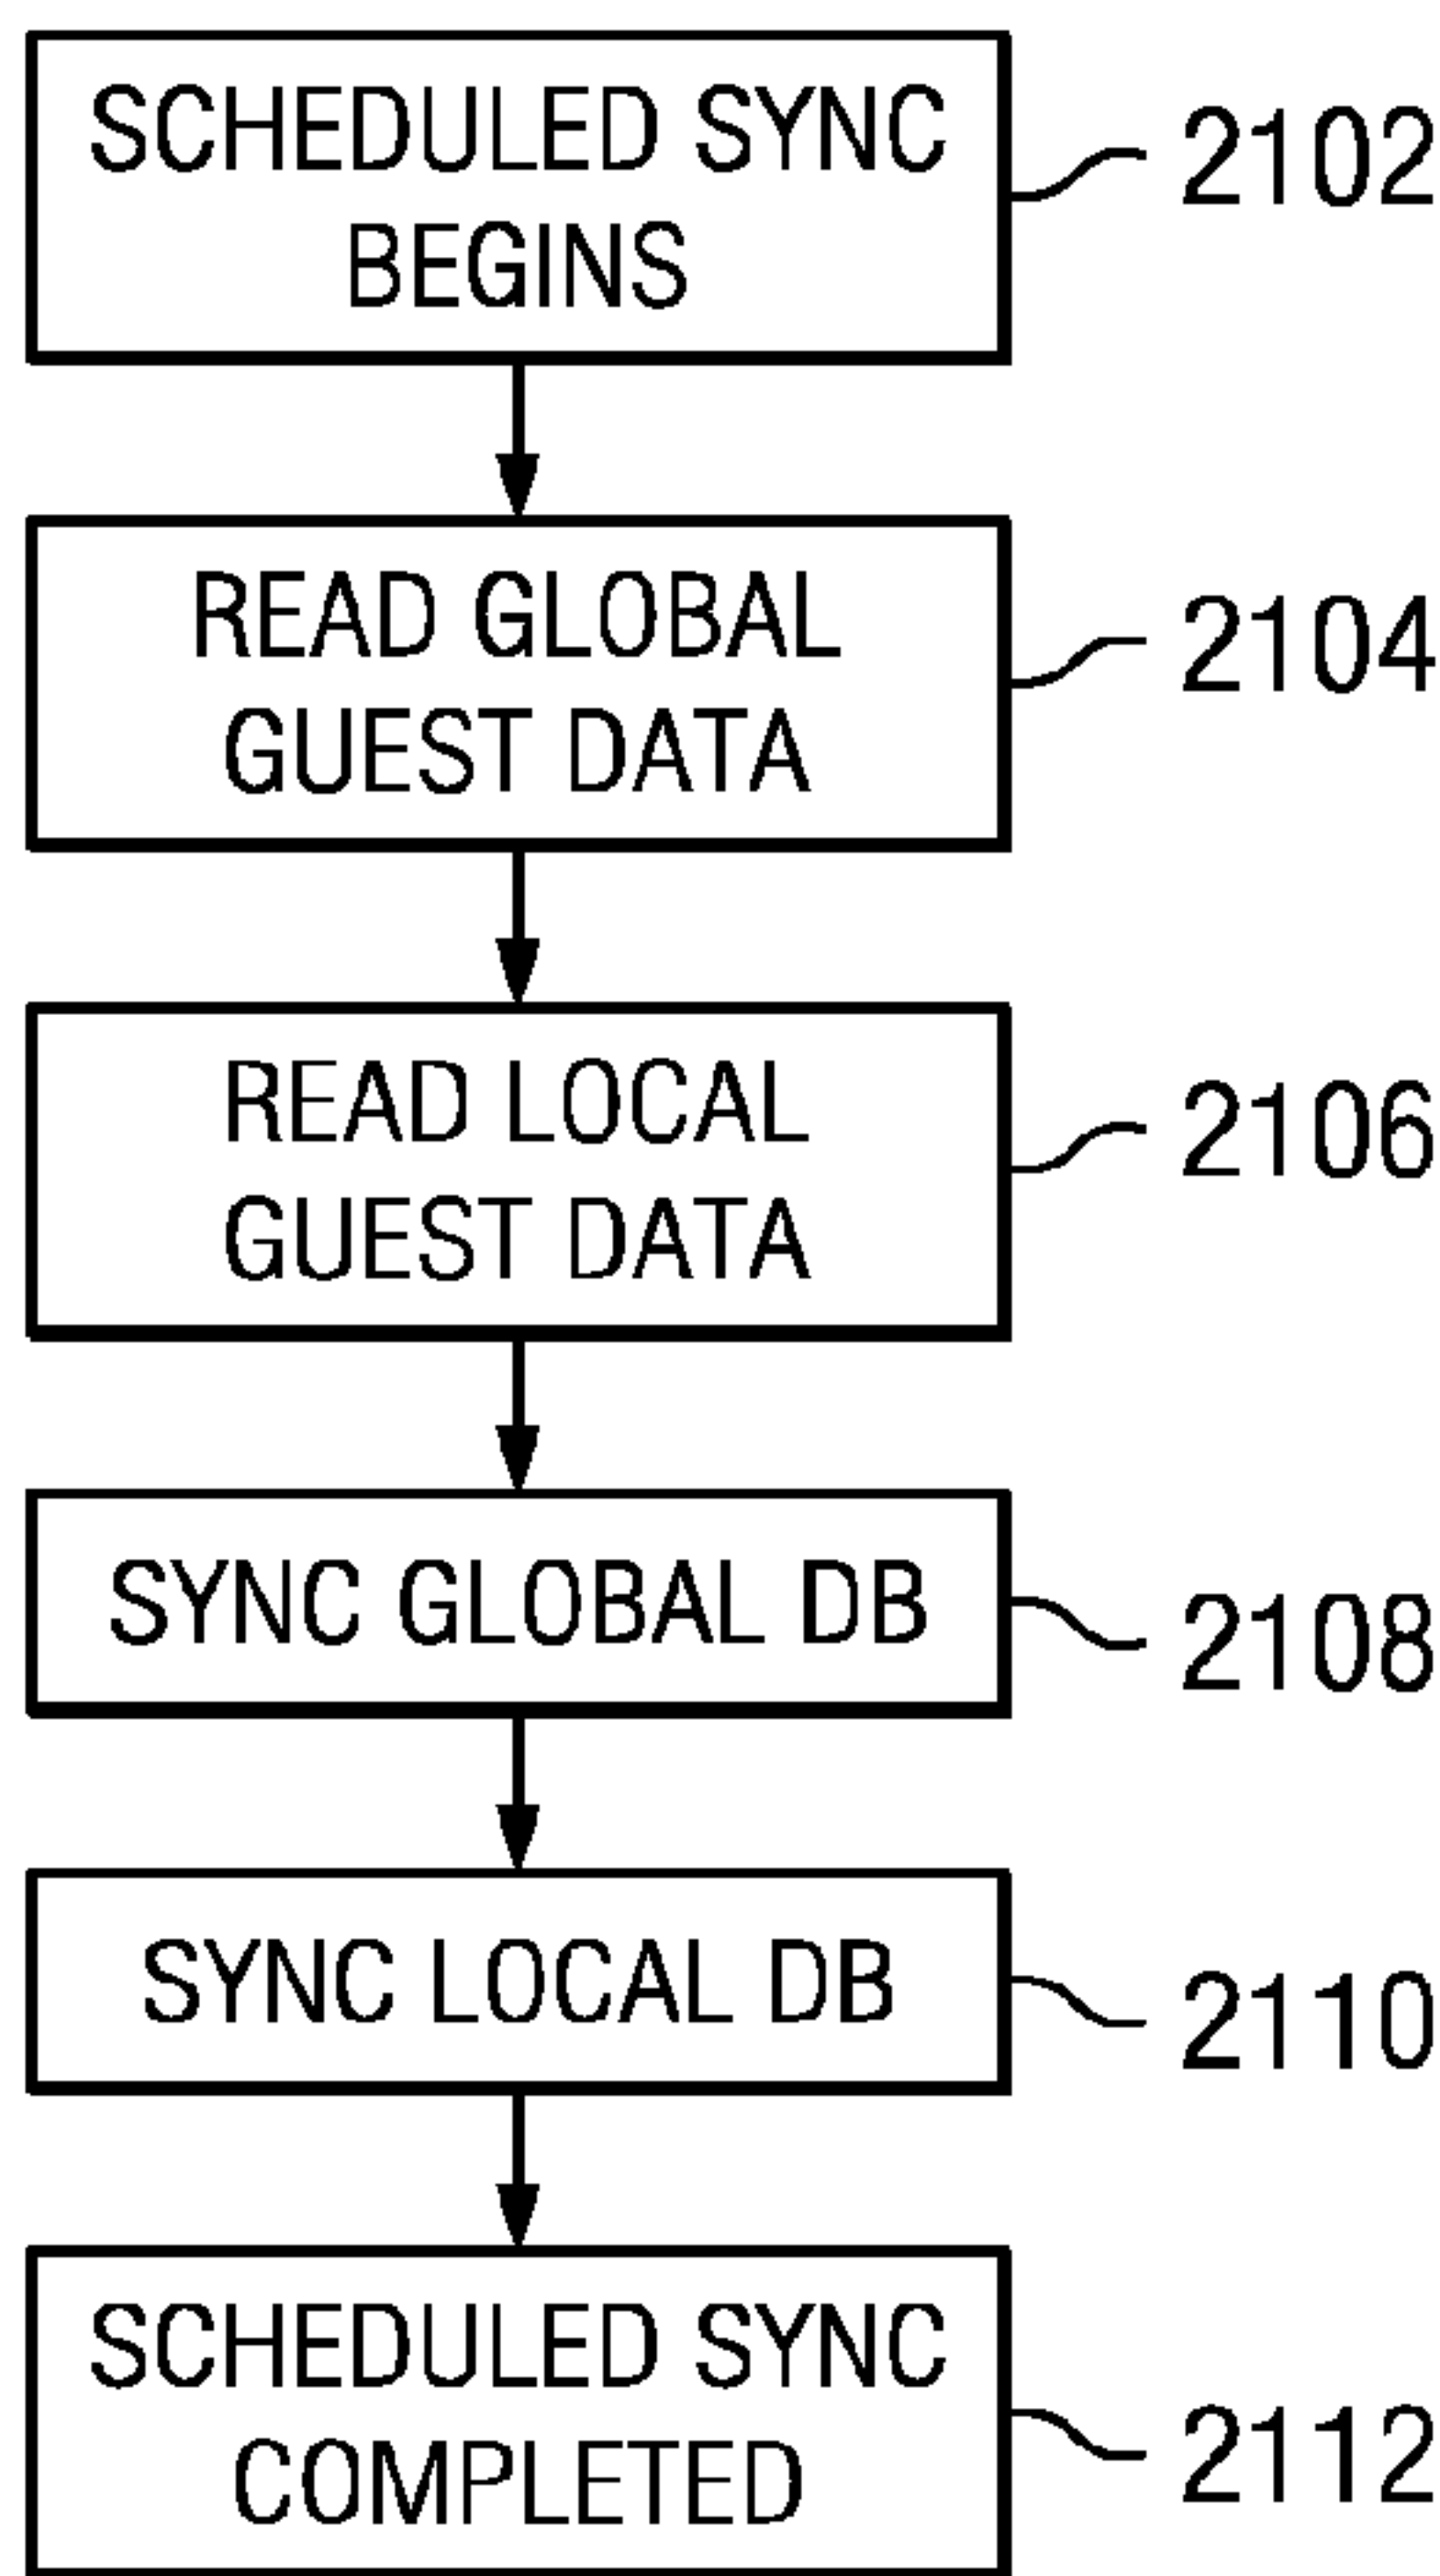 SCHEDULED SYNC
BEGINS
2102
READ GLOBAL
GUEST DATA
2104
READ LOCAL
GUEST DATA
2106
SYNC GLOBAL DB
2108
SYNC LOCAL DB
2110
SCHEDULED SYNC
COMPLETED
2112